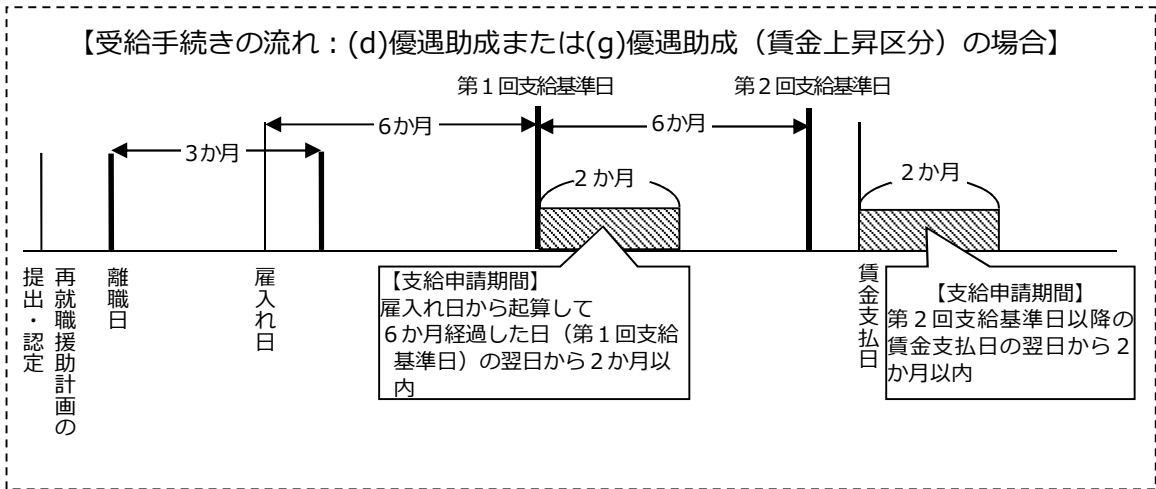 【受給手続きの流れ：(d)優遇助成または(g)優遇助成（賃金上昇区分）の場合】
第１回支給基準日
第２回支給基準日
６か月
６か月
３か月
２か月
２か月
再就職援助計画の
提出・認定
離職日
雇入れ日
【支給申請期間】
雇入れ日から起算して
６か月経過した日（第１回支給
基準日）の翌日から２か月以
内
賃金支払日
【支給申請期間】
第２回支給基準日以降の
賃金支払日の翌日から２
か月以内